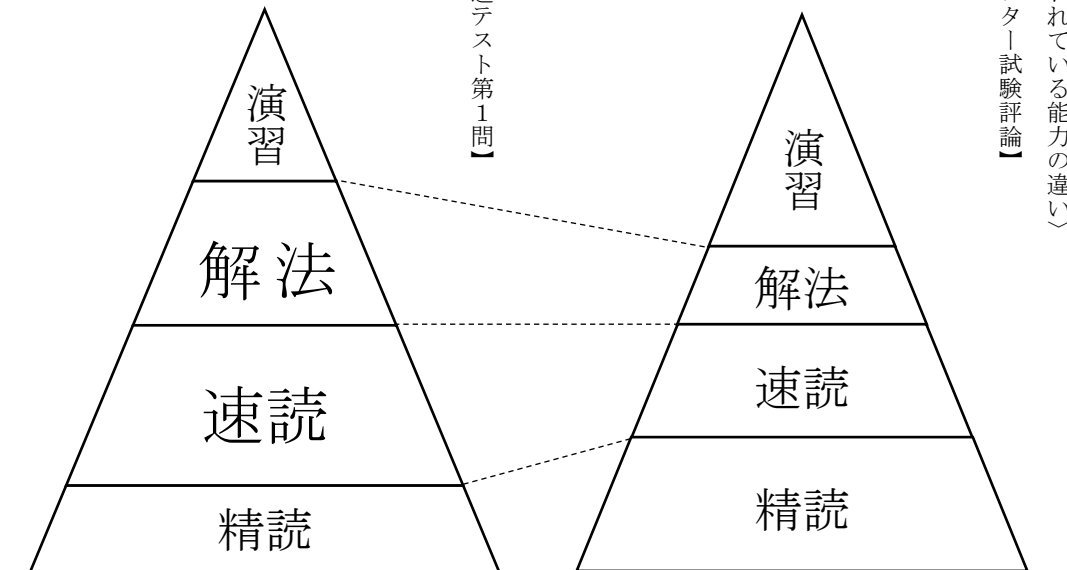 れている能力の違い〉
ター試験評論】
テスト第1問】
演習
解法
速読
精読
演習
解法
速読
精読